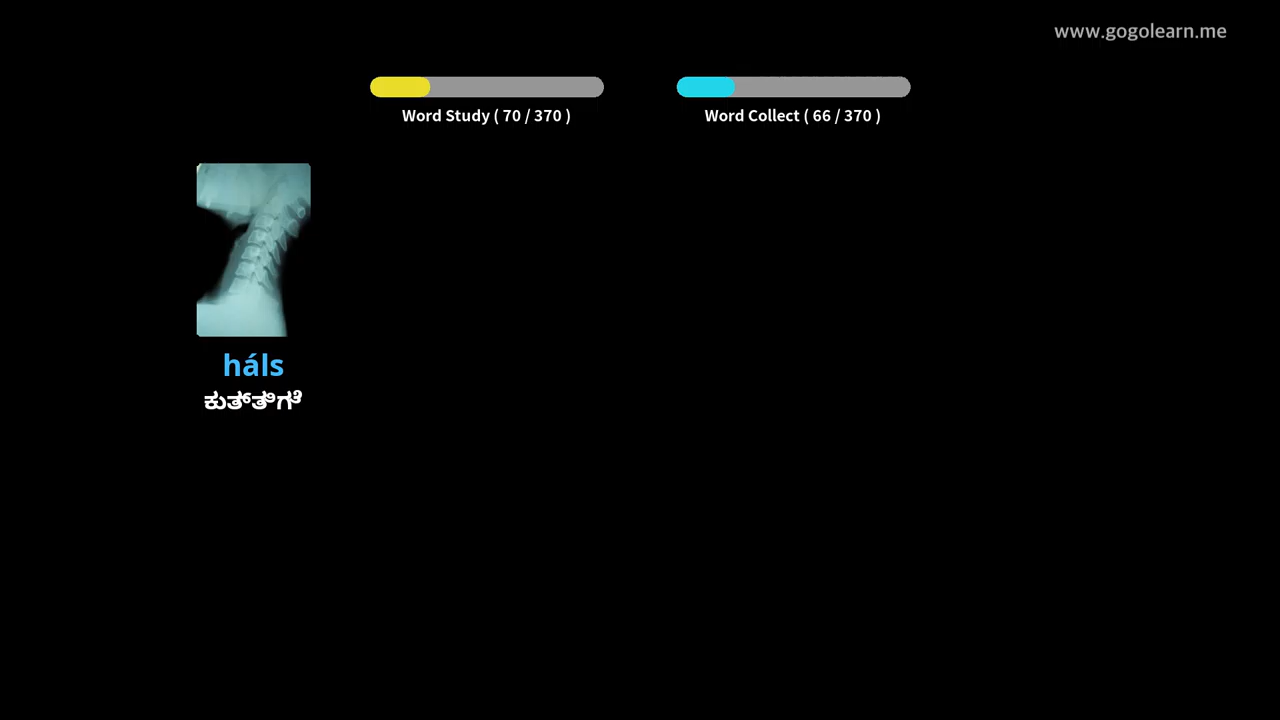 www.gogolearn.me
Word Study ( 70 / 370 )
Word Collect ( 66 / 370 )
háls
ಕುತ್ತಿಗೆ